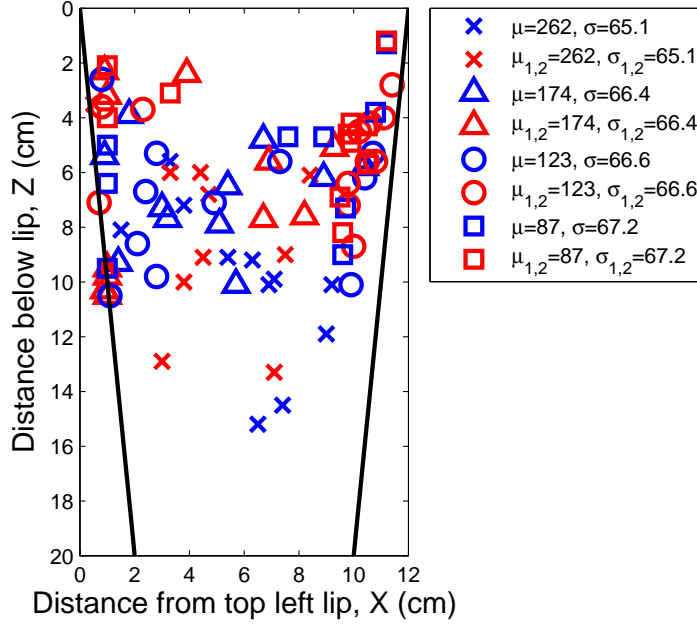 0
2
4
6
8
10
12
14
16
18
20
Distance below lip, Z (cm)
0 2 4 6 8 10 12
Distance from top left lip, X (cm)
μ=262, σ=65.1
μ1,2=262, σ1,2=65.1
μ=174, σ=66.4
μ1,2=174, σ1,2=66.4
μ=123, σ=66.6
μ1,2=123, σ1,2=66.6
μ=87, σ=67.2
μ1,2=87, σ1,2=67.2